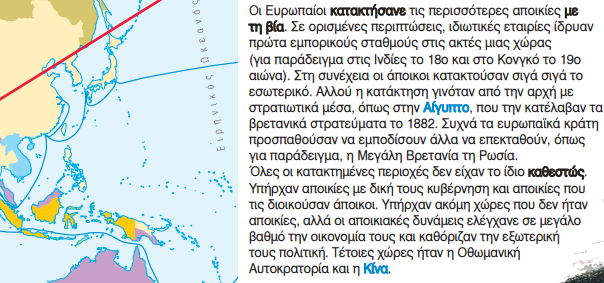 Ειρηνικός Ωκεανός
Οι Ευρωπαίοι κατακτήσανε τις περισσότερες αποικίες με
τη βία. Σε ορισμένες περιπτώσεις, ιδιωτικές εταιρίες ίδρυαν
πρώτα εμπορικούς σταθμούς στις ακτές μιας χώρας
(για παράδειγμα στις Ινδίες το 18ο και στο Κονγκό το 19ο
αιώνα). Στη συνέχεια οι άποικοι κατακτούσαν σιγά σιγά το
εσωτερικό. Αλλού η κατάκτηση γινόταν από την αρχή με
στρατιωτικά μέσα, όπως στην Αίγυπτο, που την κατέλαβαν τα
βρετανικά στρατεύματα το 1882. Συχνά τα ευρωπαϊκά κράτη
προσπαθούσαν να εμποδίσουν άλλα να επεκταθούν, όπως
για παράδειγμα, η Μεγάλη Βρετανία τη Ρωσία.
Όλες οι κατακτημένες περιοχές δεν είχαν το ίδιο καθεστώς.
Υπήρχαν αποικίες με δική τους κυβέρνηση και αποικίες που
τις διοικούσαν άποικοι. Υπήρχαν ακόμη χώρες που δεν ήταν
αποικίες, αλλά οι αποικιακές δυνάμεις ελέγχανε σε μεγάλο
βαθμό την οικονομία τους και καθόριζαν την εξωτερική
τους πολιτική. Τέτοιες χώρες ήταν η Οθωμανική
Αυτοκρατορία και η Κίνα.